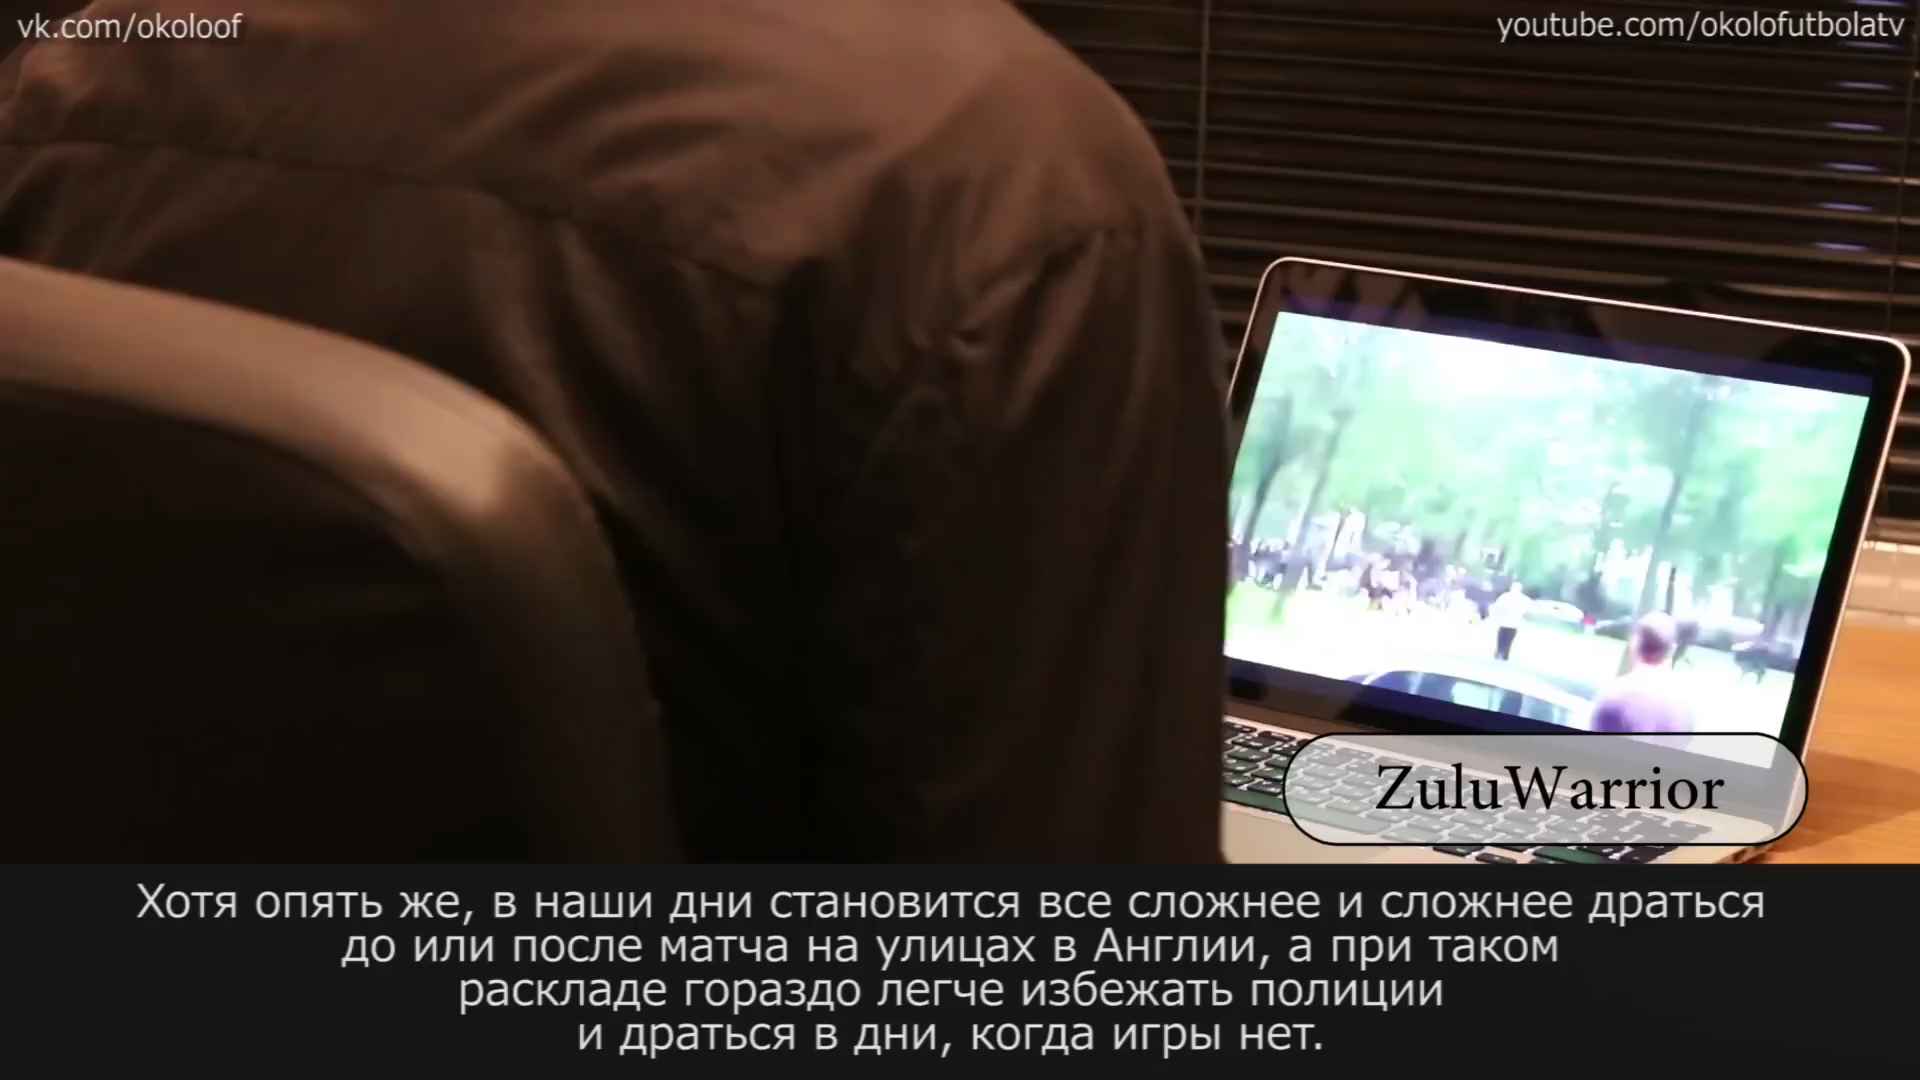 vk.com/okoloof
youtube.com/okolofutbolatv
ZuluWarrior
Хотя опять же, в наши дни становится все сложнее и сложнее драться
до или после матча на улицах в Англии, а при таком
раскладе гораздо легче избежать полиции
и драться в дни, когда игры нет.